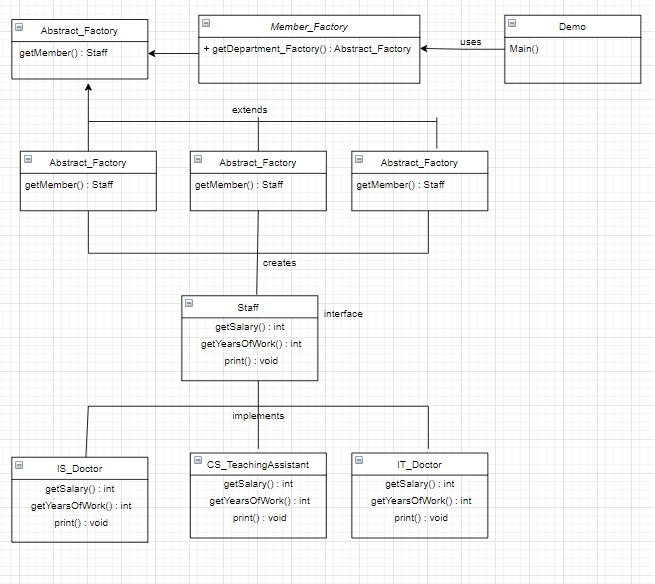 Abstract_Factory
getMember() : Staff
Member_Factory
+ getDepartment_Factory() : Abstract_Factory
uses
Demo
Main()
extends
Abstract_Factory
getMember() : Staff
Abstract_Factory
getMember() : Staff
Abstract_Factory
getMember() : Staff
creates
Staff
getSalary() : int
getYearsOfWork() : int
print() : void
interface
implements
IS_Doctor
getSalary() : int
getYearsOfWork() : int
print() : void
CS_TeachingAssistant
getSalary() : int
getYearsOfWork() : int
print() : void
IT_Doctor
getSalary() : int
getYearsOfWork() : int
print() : void